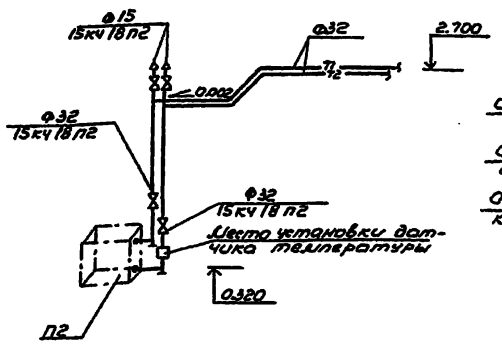 ф15
15кч18п2
ф32
2.700
Т1
Т2
0.002
ф32
15кч18п2
ф32
15кч18п2
Место установки дат-
чика температуры
0.320
П2